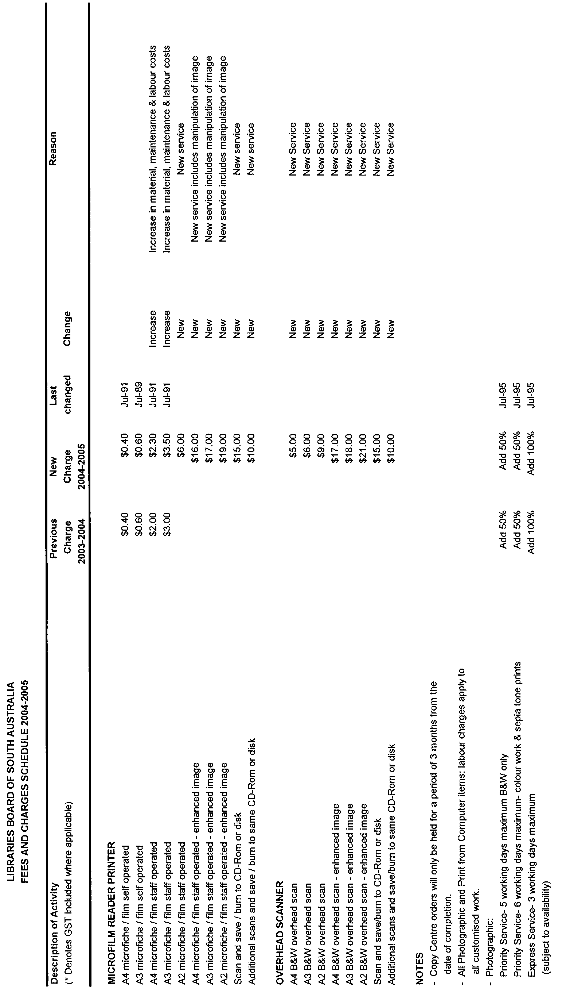 LIBRARIES BOARD OF SOUTH AUSTRALIA
FEES AND CHARGES SCHEDULE 2004-2005
Description of Activity Previous New Last Reason
(* Denotes GST included where applicable) Charge Charge changed Change
2003-2004 2004-2005
MICROFILM READER PRINTER
A4 microfiche / film self operated $0.40 $0.40 Jul-91
A3 microfiche / film self operated $0.60 $0.60 Jul-89
A4 microfiche / film staff operated $2.00 $2.30 Jul-91 Increase Increase in material, maintenance & labour costs
A3 microfiche / film staff operated $3.00 $3.50 Jul-91 Increase Increase in material, maintenance & labour costs
A2 microfiche / film staff operated $6.00 New New service
A4 microfiche / film staff operated - enhanced image $16.00 New New service includes manipulation of image
A3 microfiche / film staff operated - enhanced image $17.00 New New service includes manipulation of image
A2 microfiche / film staff operated - enhanced image $19.00 New New service includes manipulation of image
Scan and save / burn to CD-Rom or disk $15.00 New New service
Additional scans and save / burn to same CD-Rom or disk $10.00 New New service
OVERHEAD SCANNER
A4 B&W overhead scan $5.00 New New Service
A3 B&W overhead scan $6.00 New New Service
A2 B&W overhead scan $9.00 New New Service
A4 B&W overhead scan - enhanced image $17.00 New New Service
A3 B&W overhead scan - enhanced image $18.00 New New Service
A2 B&W overhead scan - enhanced image $21.00 New New Service
Scan and save/burn to CD-Rom or disk $15.00 New New Service
Additional scans and save/burn to same CD-Rom or disk $10.00 New New Service
NOTES
- Copy Centre orders will only be held for a period of 3 months from the
date of completion.
- All Photographic and Print from Computer items: labour charges apply to
all customised work.
- Photographic:
Priority Service- 5 working days maximum B&W only Add 50% Add 50% Jul-95
Priority Service- 6 working days maximum- colour work & sepia tone prints Add 50% Add 50% Jul-95
Express Service- 3 working days maximum Add 100% Add 100% Jul-95
(subject to availability)